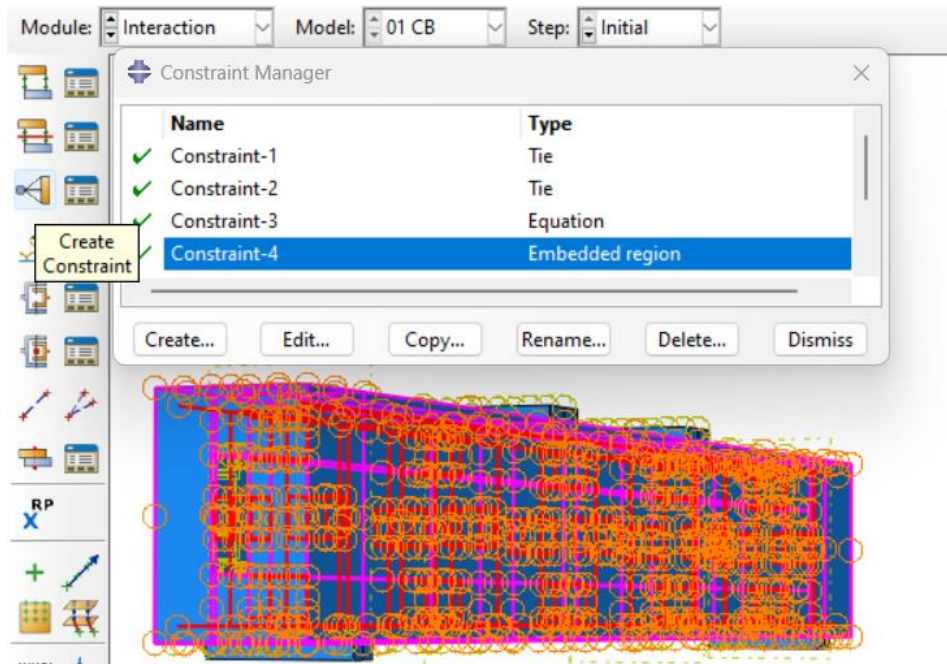 Module: Interaction Model: 01 CB Step: Initial
Constraint Manager
Name Type
Constraint-1 Tie
Constraint-2 Tie
Constraint-3 Equation
Constraint-4 Embedded region
Create
Constraint
Create... Edit... Copy... Rename... Delete... Dismiss
RP